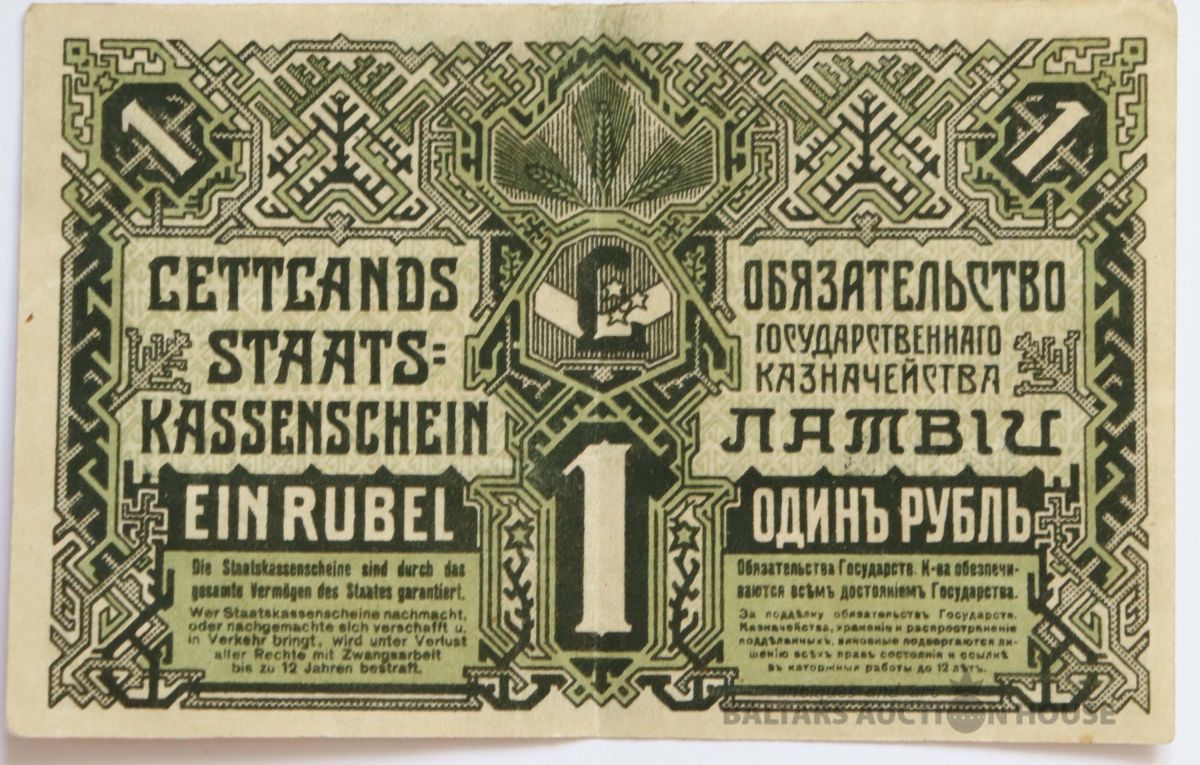 1
1
LETTLANDS
STAATS=
KASSENSCHEIN
EIN RUBEL
Die Staatskassenscheine sind durch das
gesamte Vermögen des Staates garantiert.
Wer Staatskassenscheine nachmacht,
oder nachgemachte sich verschafft u.
in Verkehr bringt, wird unter Verlust
aller Rechte mit Zwangsarbeit
bis zu 12 Jahren bestraft.
L
1
ОБЯЗАТЕЛЬСТВО
ГОСУДАРСТВЕННАГО
КАЗНАЧЕЙСТВА
ЛАТВІИ
ОДИНЪ РУБЛЬ
Обязательства Государств. К-ва обезпечи-
ваются всѣмъ достояніемъ Государства.
За поддѣлку обязательствъ Государств.
Казначейства, храненіе и распространеніе
поддѣланныхъ, виновные подвергаются ли-
шенію всѣхъ правъ состоянія и ссылкѣ
въ каторжныя работы до 12 лѣтъ.
antiques and art
BALTARS AUCTION HOUSE